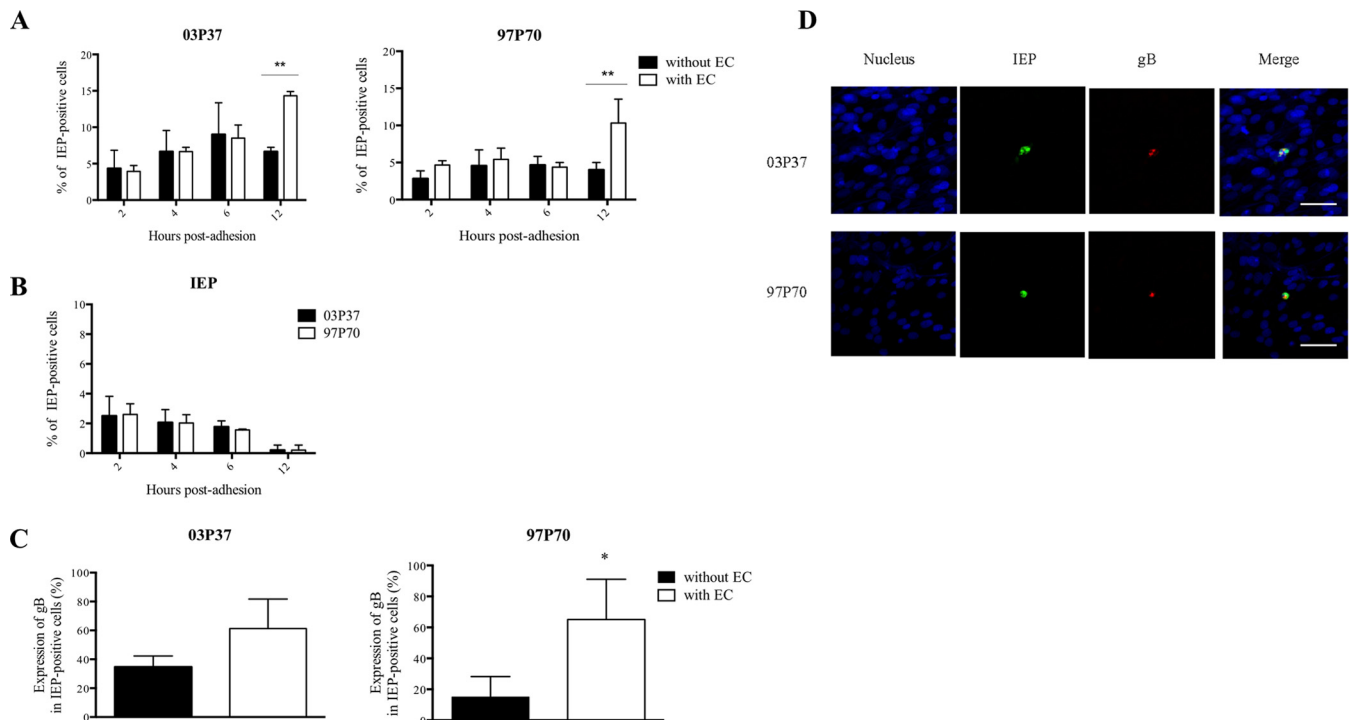 A
03P37
% of IEP-positive cells
20
15
10
5
0
2
4
6
12
**
Hours post-adhesion
97P70
% of IEP-positive cells
20
15
10
5
0
2
4
6
12
**
Hours post-adhesion
without EC
with EC
B
IEP
% of IEP-positive cells
10
8
6
4
2
0
2
4
6
12
Hours post-adhesion
03P37
97P70
C
03P37
Expression of gB
in IEP-positive cells (%)
100
80
60
40
20
0
97P70
Expression of gB
in IEP-positive cells (%)
100
80
60
40
20
0
*
without EC
with EC
D
Nucleus IEP gB Merge
03P37
97P70